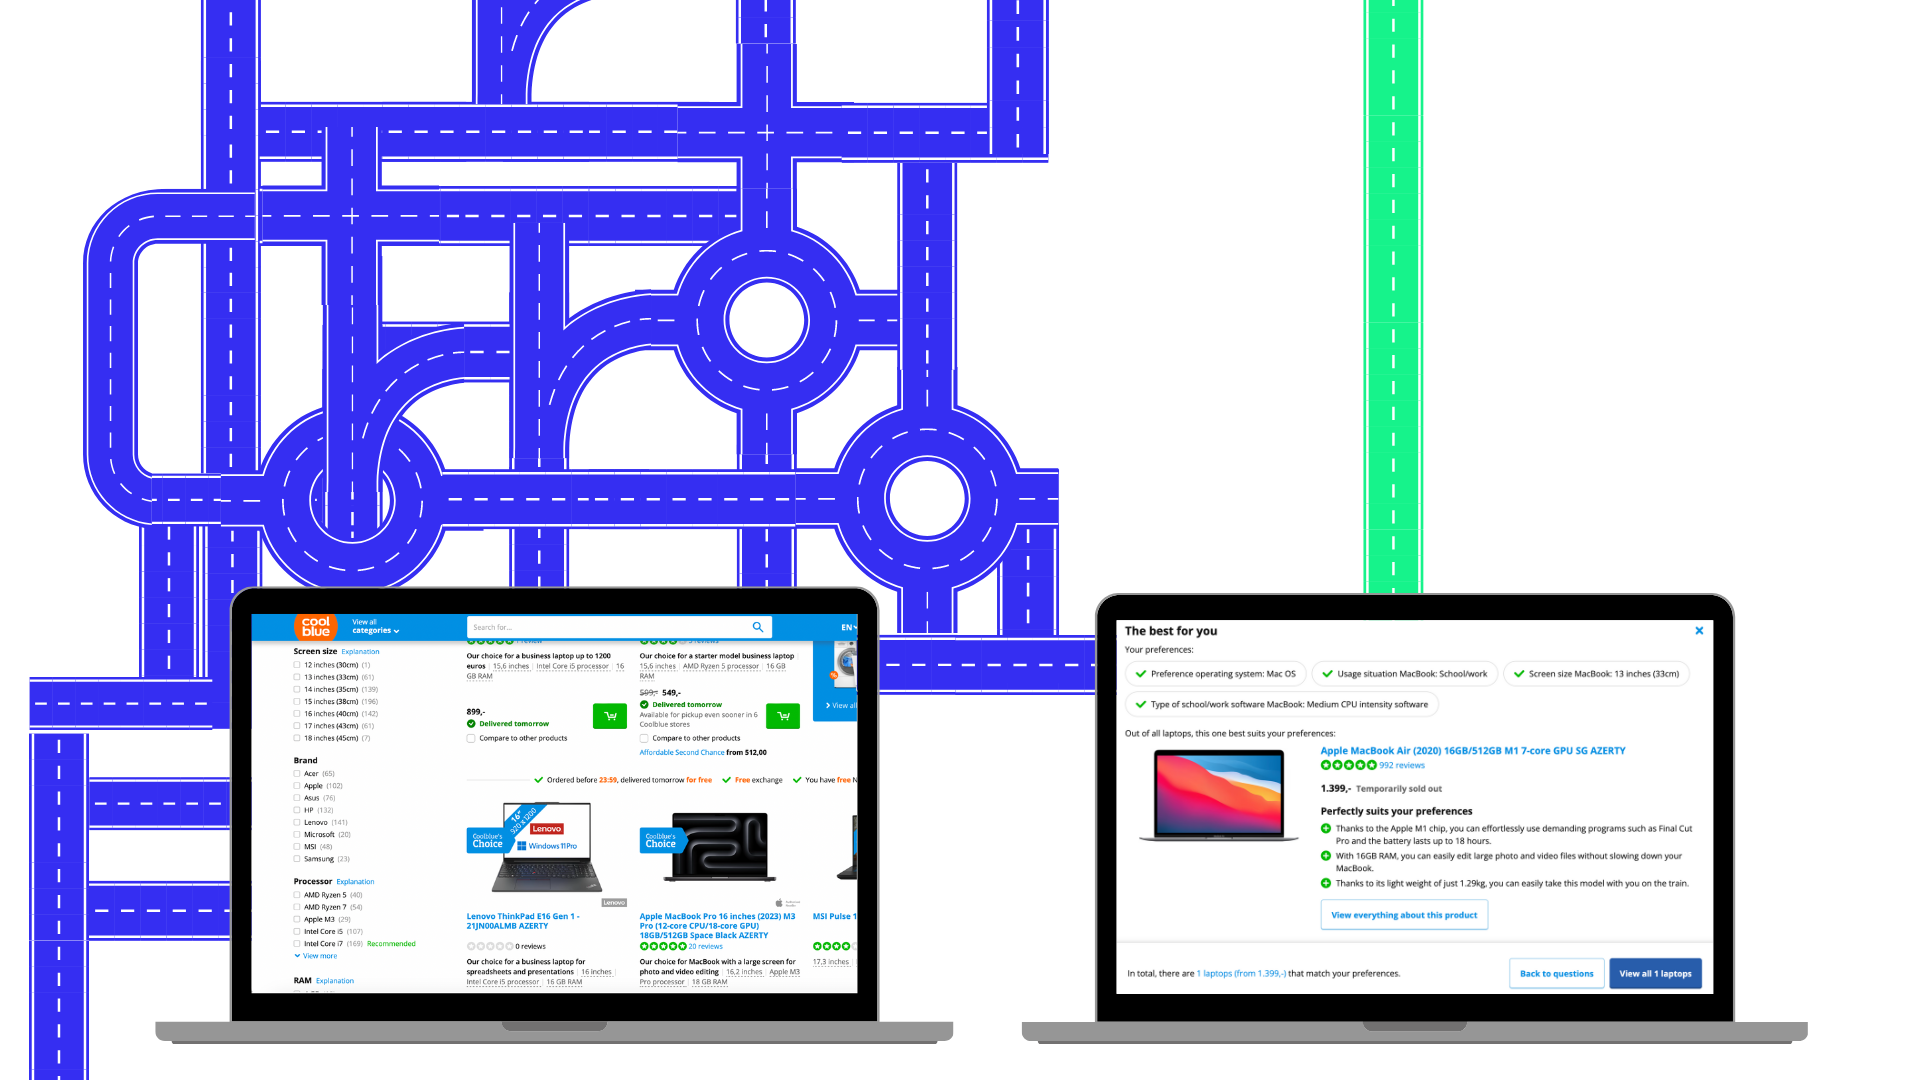 cool
blue
View all
categories
Search for...
EN
Screen size Explanation
12 inches (30cm) (1)
13 inches (33cm) (61)
14 inches (35cm) (139)
15 inches (38cm) (196)
16 inches (40cm) (142)
17 inches (43cm) (61)
18 inches (45cm) (7)
Brand
Acer (65)
Apple (102)
Asus (76)
HP (132)
Lenovo (141)
Microsoft (20)
MSI (48)
Samsung (23)
Processor Explanation
AMD Ryzen 5 (40)
AMD Ryzen 7 (54)
Apple M3 (29)
Intel Core i5 (107)
Intel Core i7 (169) Recommended
View more
RAM Explanation
Our choice for a business laptop up to 1200
euros | 15,6 inches | Intel Core i5 processor | 16
GB RAM
899,-
Delivered tomorrow
Compare to other products
Our choice for a starter model business laptop
15,6 inches | AMD Ryzen 5 processor | 16 GB
RAM
599,- 549,-
Delivered tomorrow
Available for pickup even sooner in 6
Coolblue stores
Compare to other products
Affordable Second Chance from 512,00
View all
Ordered before 23:59, delivered tomorrow for free
Free exchange
You have free
Coolblue's
Choice
16"
Lenovo
Windows 11 Pro
Lenovo
Lenovo ThinkPad E16 Gen 1 -
21JN00ALMB AZERTY
0 reviews
Our choice for a business laptop for
spreadsheets and presentations | 16 inches |
Intel Core i5 processor | 16 GB RAM
Coolblue's
Choice
Apple MacBook Pro 16 inches (2023) M3
Pro (12-core CPU/18-core GPU)
18GB/512GB Space Black AZERTY
20 reviews
Our choice for MacBook with a large screen for
photo and video editing | 16,2 inches | Apple M3
Pro processor | 18 GB RAM
MSI Pulse 1
17,3 inches
The best for you
Your preferences:
Preference operating system: Mac OS
Usage situation MacBook: School/work
Screen size MacBook: 13 inches (33cm)
Type of school/work software MacBook: Medium CPU intensity software
Out of all laptops, this one best suits your preferences:
Apple MacBook Air (2020) 16GB/512GB M1 7-core GPU SG AZERTY
992 reviews
1.399,- Temporarily sold out
Perfectly suits your preferences
Thanks to the Apple M1 chip, you can effortlessly use demanding programs such as Final Cut
Pro and the battery lasts up to 18 hours.
With 16GB RAM, you can easily edit large photo and video files without slowing down your
MacBook.
Thanks to its light weight of just 1.29kg, you can easily take this model with you on the train.
View everything about this product
In total, there are 1 laptops (from 1.399,-) that match your preferences.
Back to questions
View all 1 laptops